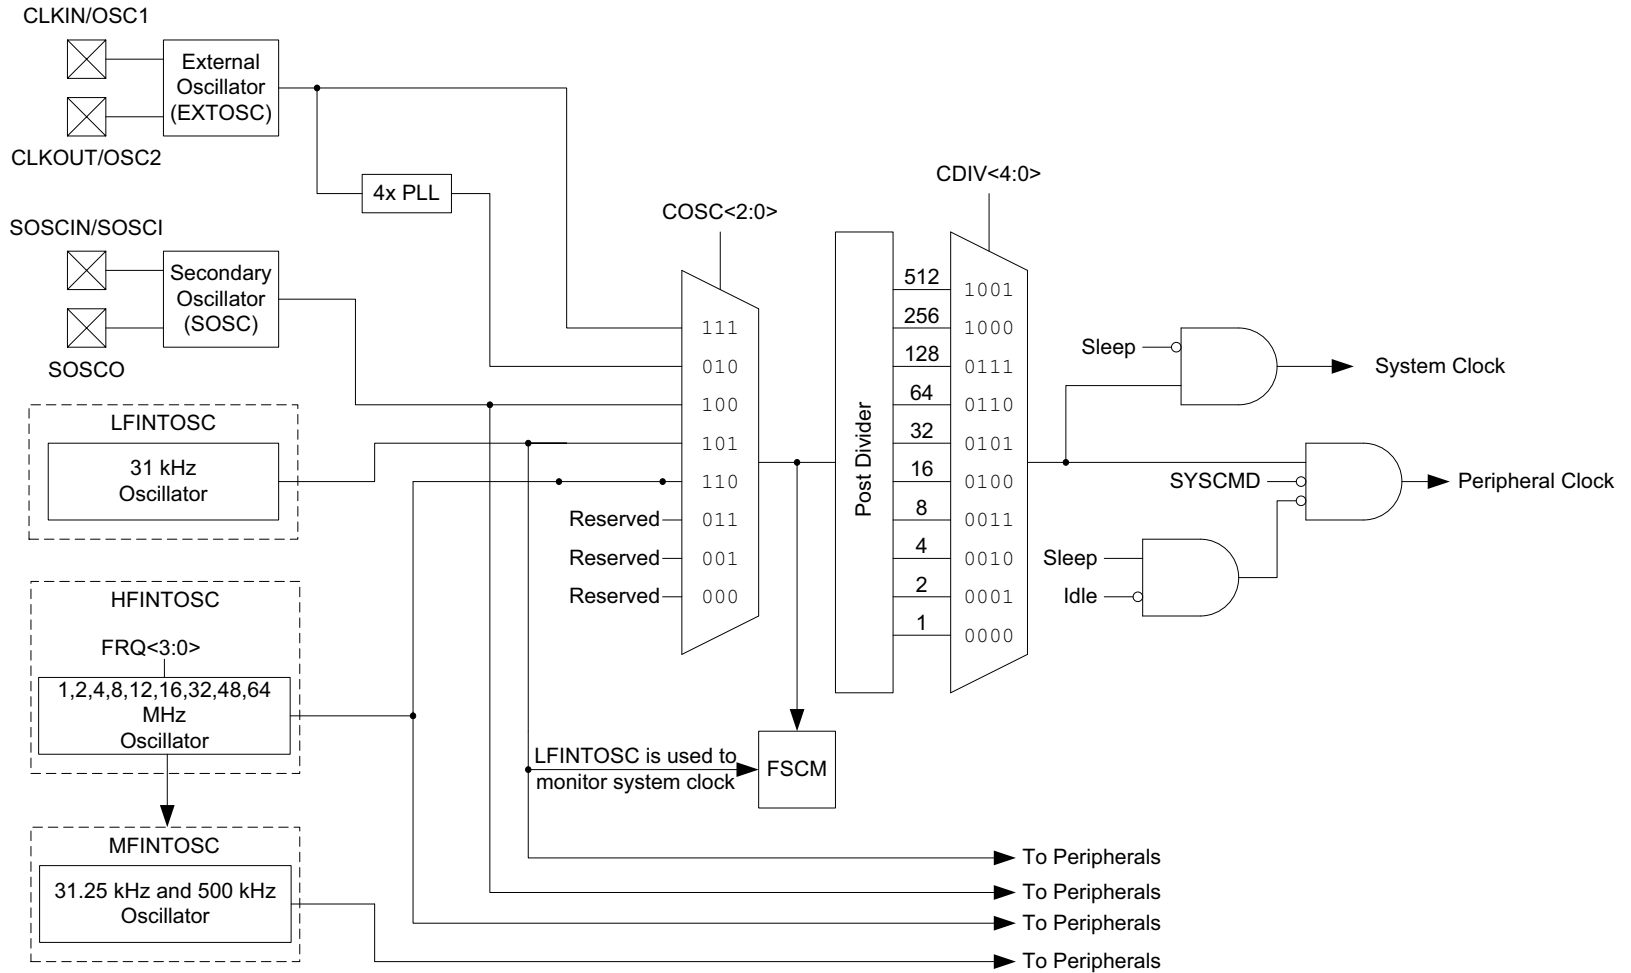 CLKIN/OSC1
External
Oscillator
(EXTOSC)
CLKOUT/OSC2
4x PLL
SOSCIN/SOSCI
Secondary
Oscillator
(SOSC)
SOSCO
LFINTOSC
31 kHz
Oscillator
HFINTOSC
FRQ<3:0>
1,2,4,8,12,16,32,48,64
MHz
Oscillator
MFINTOSC
31.25 kHz and 500 kHz
Oscillator
COSC<2:0>
111
010
100
101
110
Reserved 011
Reserved 001
Reserved 000
LFINTOSC is used to
monitor system clock
FSCM
Post Divider
CDIV<4:0>
512 1001
256 1000
128 0111
64 0110
32 0101
16 0100
8 0011
4 0010
2 0001
1 0000
Sleep
System Clock
SYSCMD
Peripheral Clock
Sleep
Idle
To Peripherals
To Peripherals
To Peripherals
To Peripherals